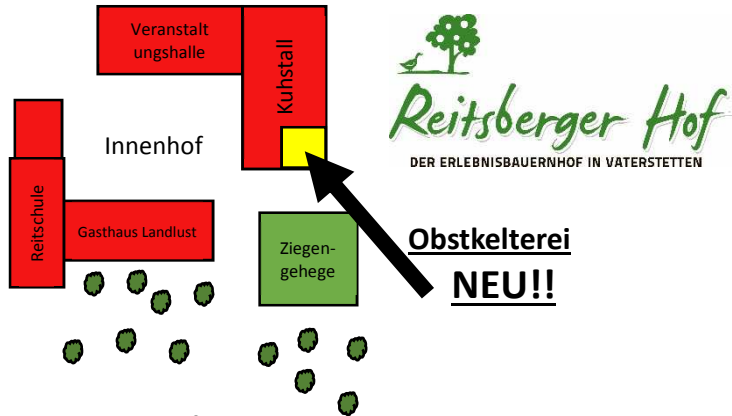 Veranstalt
ungshalle
Kuhstall
Innenhof
Reitschule
Gasthaus Landlust
Ziegen-
gehege
Reitsberger Hof
DER ERLEBNISBAUERNHOF IN VATERSTETTEN
Obstkelterei
NEU!!